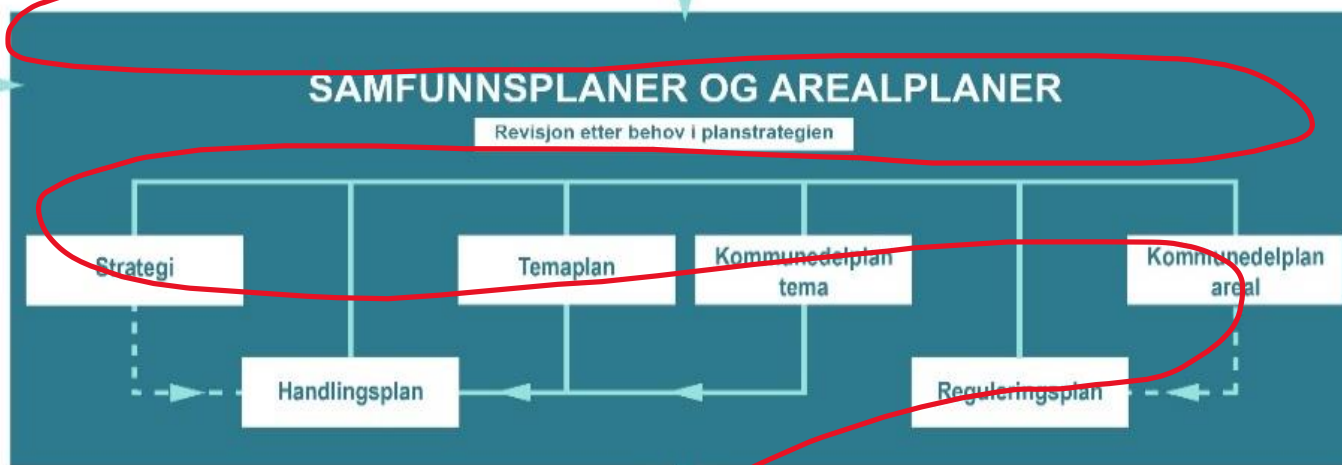 SAMFUNNSPLANER OG AREALPLANER
Revisjon etter behov i planstrategien
Strategi
Temaplan
Kommunedelplan
tema
Kommunedelplan
areal
Handlingsplan
Reguleringsplan